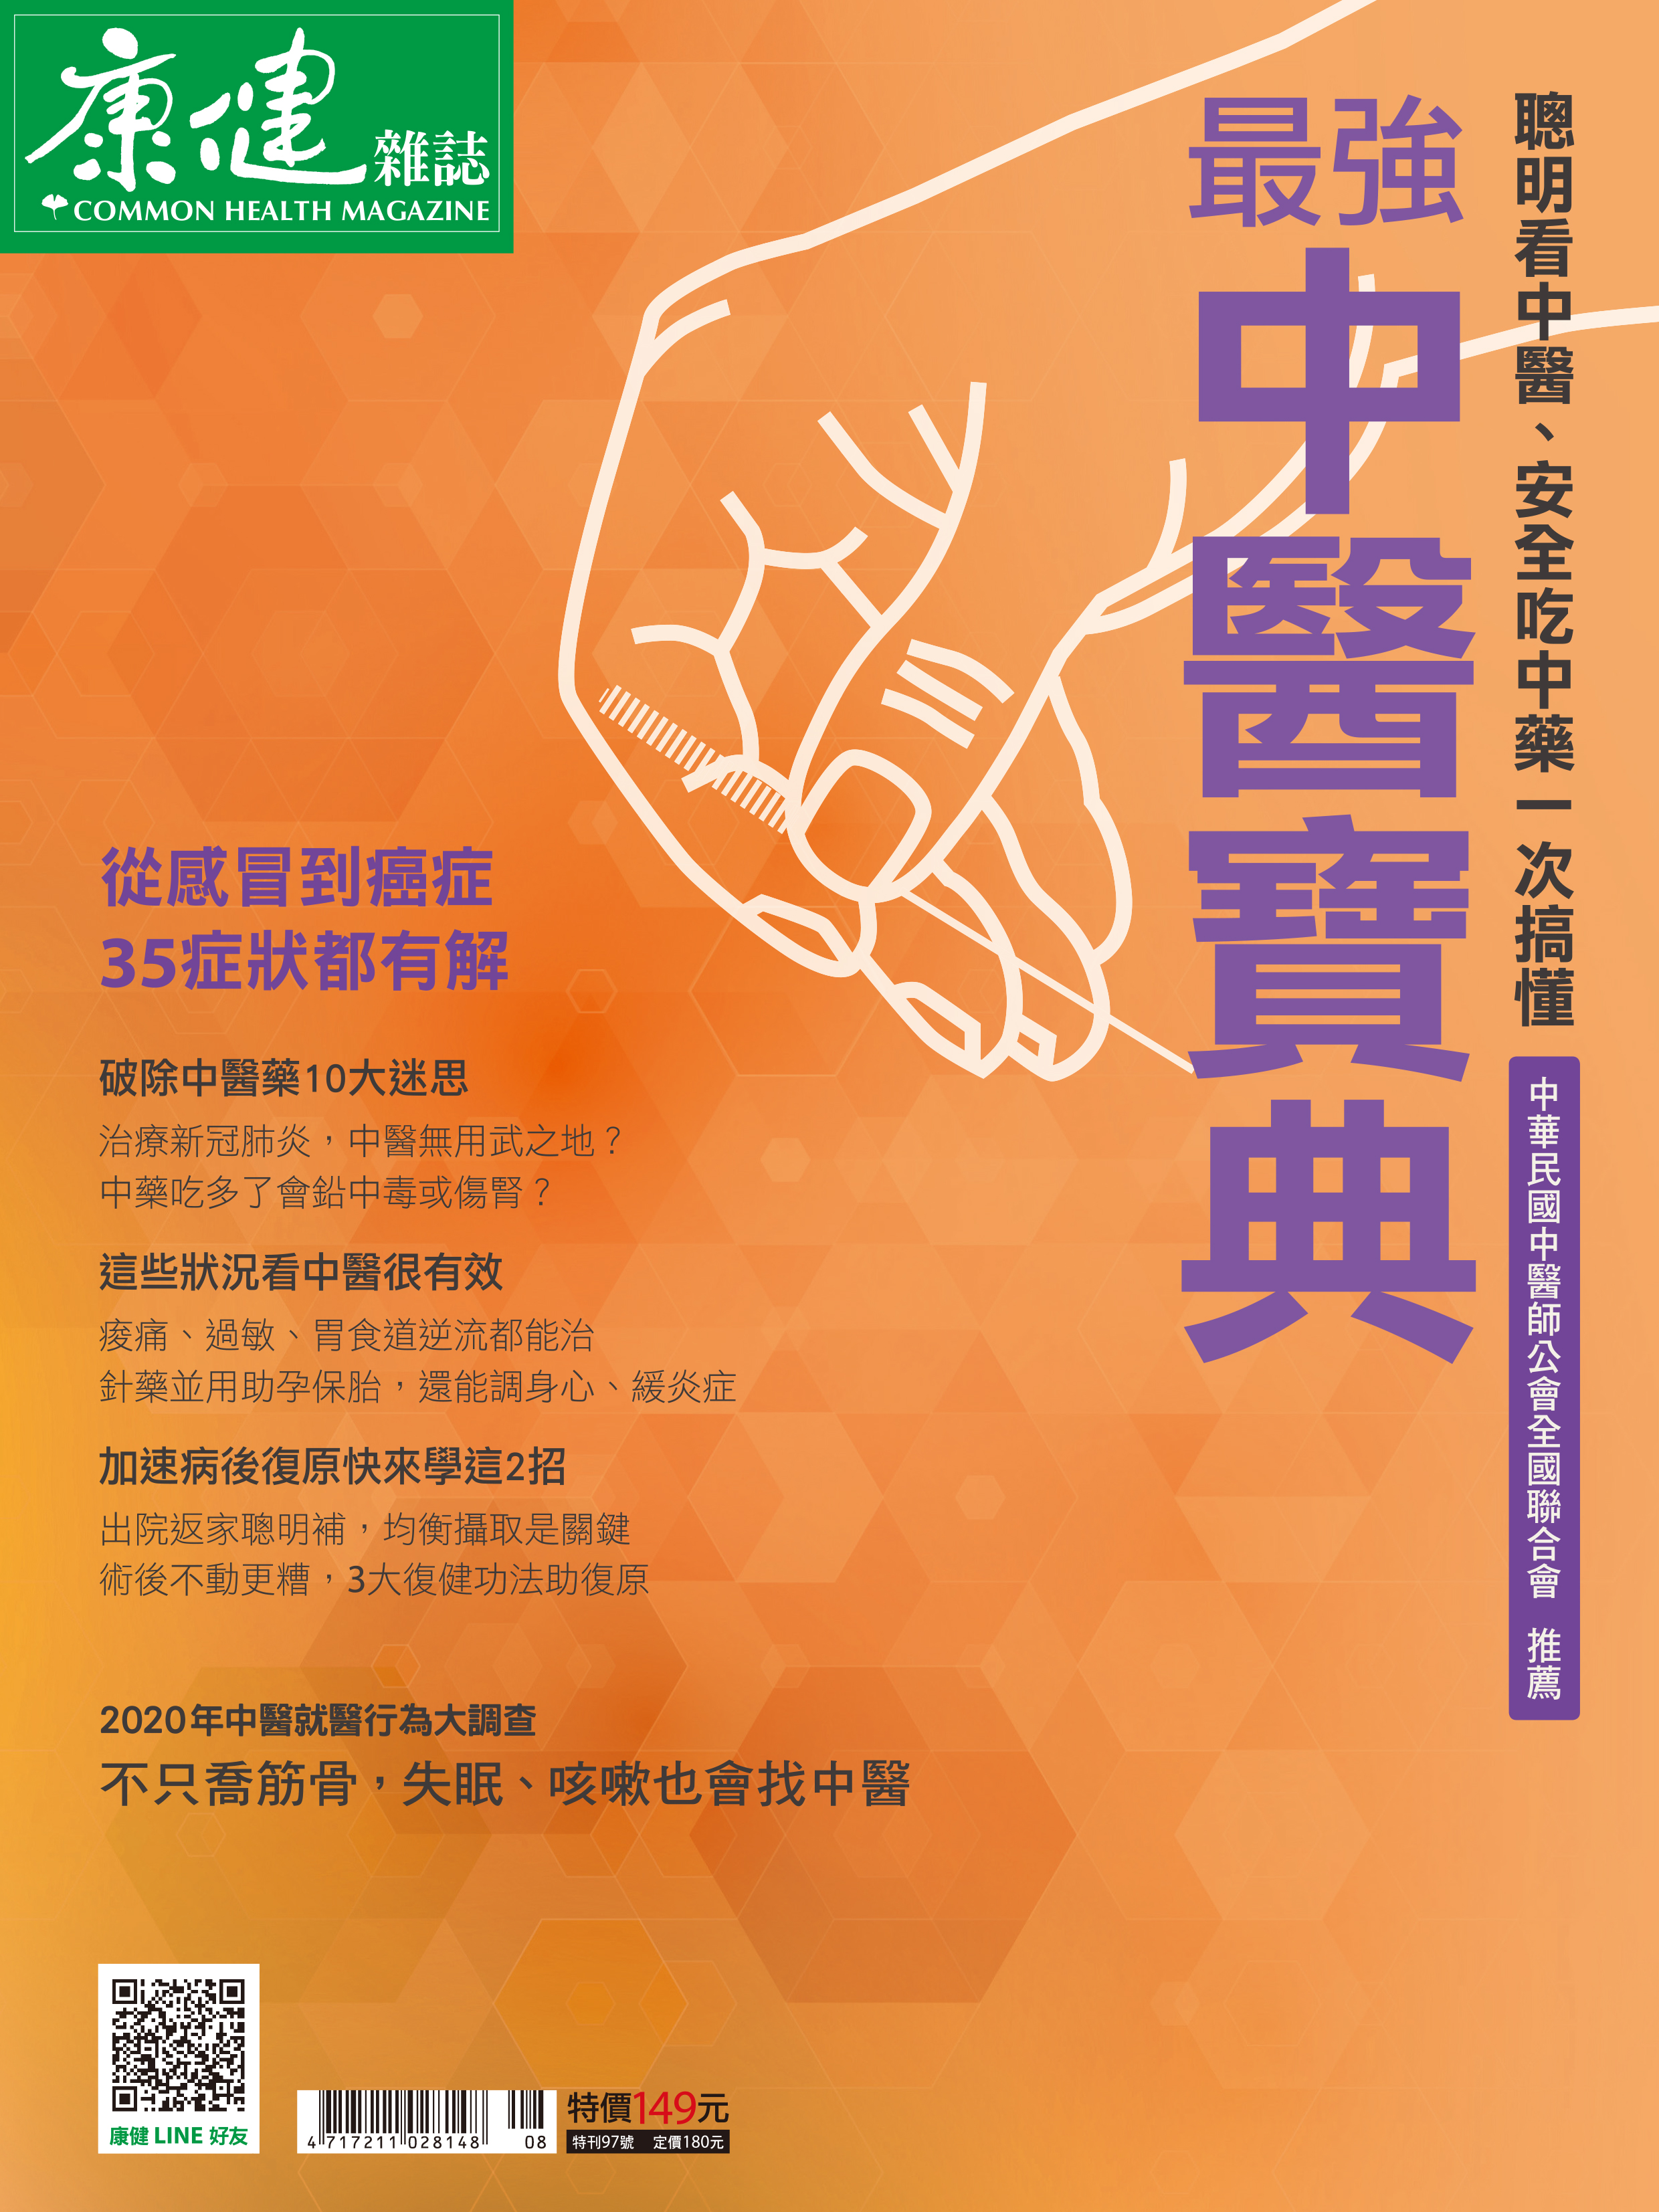 康健雜誌
COMMON HEALTH MAGAZINE
聰明看中醫、安全吃中藥一次搞懂
最強
中醫寶典
中華民國中醫師公會全國聯合會 推薦
從感冒到癌症
35症狀都有解
破除中醫藥10大迷思
治療新冠肺炎，中醫無用武之地？
中藥吃多了會鉛中毒或傷腎？
這些狀況看中醫很有效
痠痛、過敏、胃食道逆流都能治
針藥並用助孕保胎，還能調身心、緩炎症
加速病後復原快來學這2招
出院返家聰明補，均衡攝取是關鍵
術後不動更糟，3大復健功法助復原
2020年中醫就醫行為大調查
不只喬筋骨，失眠、咳嗽也會找中醫
康健 LINE 好友
4 717211 028148 08
特價149元
特刊97號 定價180元